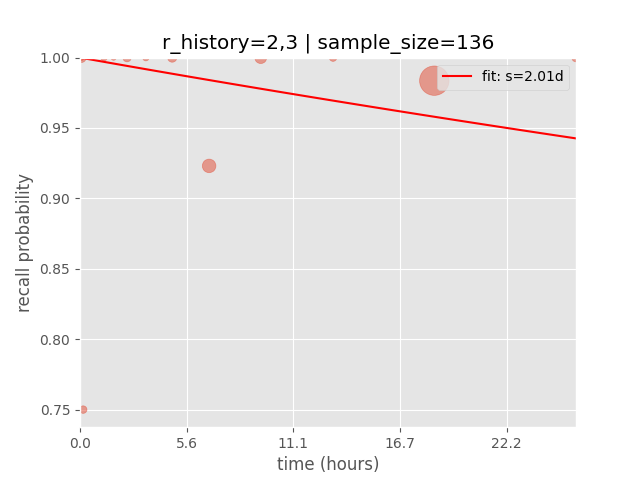 r_history=2,3 | sample_size=136
fit: s=2.01d
1.00
0.95
0.90
0.85
0.80
0.75
recall probability
0.0 5.6 11.1 16.7 22.2
time (hours)